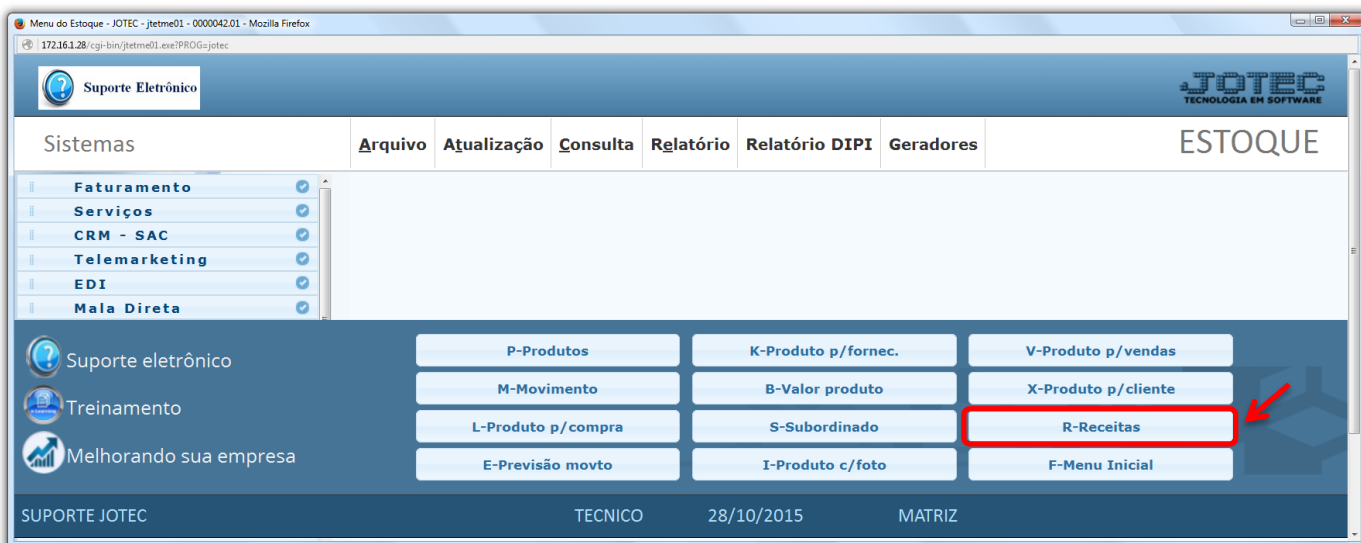 Menu do Estoque - JOTEC - jtetme01 - 0000042.01 - Mozilla Firefox
172.16.1.28/cgi-bin/jtetme01.exe?PROG=jotec
Suporte Eletrônico
JOTEC
TECNOLOGIA EM SOFTWARE
Sistemas
Arquivo Atualização Consulta Relatório Relatório DIPI Geradores
ESTOQUE
Faturamento
Serviços
CRM - SAC
Telemarketing
EDI
Mala Direta
Suporte eletrônico
Treinamento
Melhorando sua empresa
P-Produtos K-Produto p/fornec. V-Produto p/vendas
M-Movimento B-Valor produto X-Produto p/cliente
L-Produto p/compra S-Subordinado R-Receitas
E-Previsão movto I-Produto c/foto F-Menu Inicial
SUPORTE JOTEC TECNICO 28/10/2015 MATRIZ